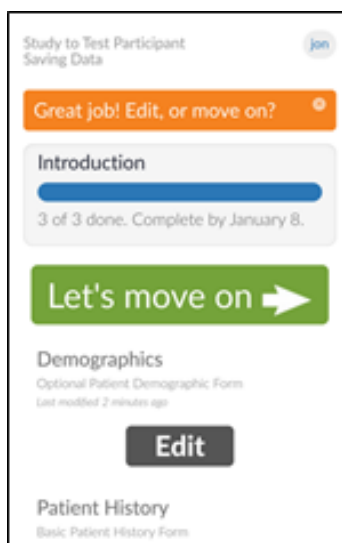 Study to Test Participant
Saving Data
jon
Great job! Edit, or move on?
Introduction
3 of 3 done. Complete by January 8.
Let's move on
Demographics
Optional Patient Demographic Form
Last modified 2 minutes ago
Edit
Patient History
Basic Patient History Form